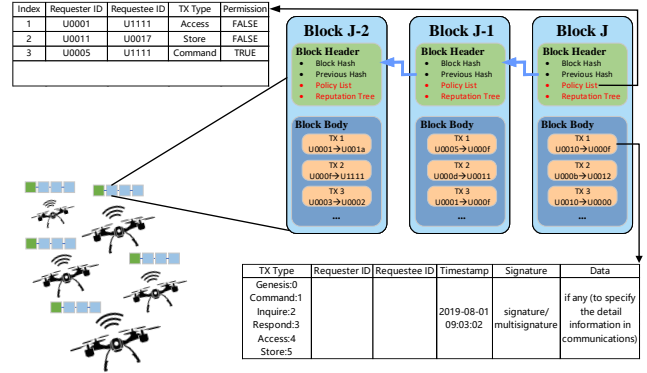 Index Requester ID Requestee ID TX Type Permission
1 U0001 U1111 Access FALSE
2 U0011 U0017 Store FALSE
3 U0005 U1111 Command TRUE
Block J-2
Block Header
• Block Hash
• Previous Hash
• Policy List
• Reputation Tree
Block Body
TX 1
U0001→U001a
TX 2
U000f→U1111
TX 3
U0003→U0002
...
Block J-1
Block Header
• Block Hash
• Previous Hash
• Policy List
• Reputation Tree
Block Body
TX 1
U0005→U000f
TX 2
U000d→U0011
TX 3
U0001→U000f
...
Block J
Block Header
• Block Hash
• Previous Hash
• Policy List
• Reputation Tree
Block Body
TX 1
U0010→U000f
TX 2
U000b→U0012
TX 3
U0010→U0000
...
TX Type Requester ID Requestee ID Timestamp Signature Data
Genesis:0
Command:1
Inquire:2
Respond:3
Access:4
Store:5
2019-08-01
09:03:02
signature/
multisignature
if any (to specify
the detail
information in
communications)